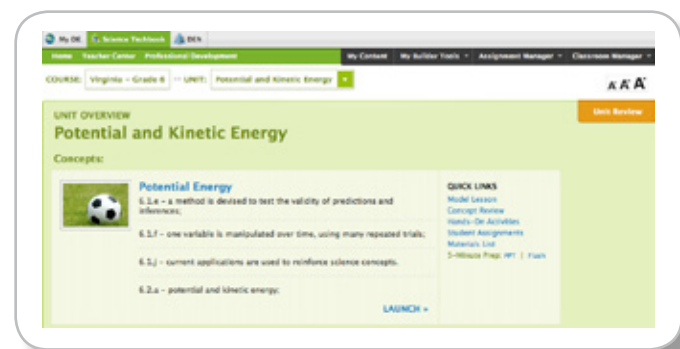 My DE Science Techbook DEN
Home Teacher Center Professional Development My Content My Builder Tools Assignment Manager Classroom Manager
COURSE: Virginia - Grade 6 UNIT: Potential and Kinetic Energy
A A A
UNIT OVERVIEW
Unit Review
Potential and Kinetic Energy
Concepts:
Potential Energy
6.1.e - a method is devised to test the validity of predictions and
inferences;
6.1.f - one variable is manipulated over time, using many repeated trials;
6.1.j - current applications are used to reinforce science concepts.
6.2.a - potential and kinetic energy;
LAUNCH »
QUICK LINKS
Model Lesson
Concept Review
Hands-On Activities
Student Assignments
Materials List
5-Minute Prep: PPT | Flash